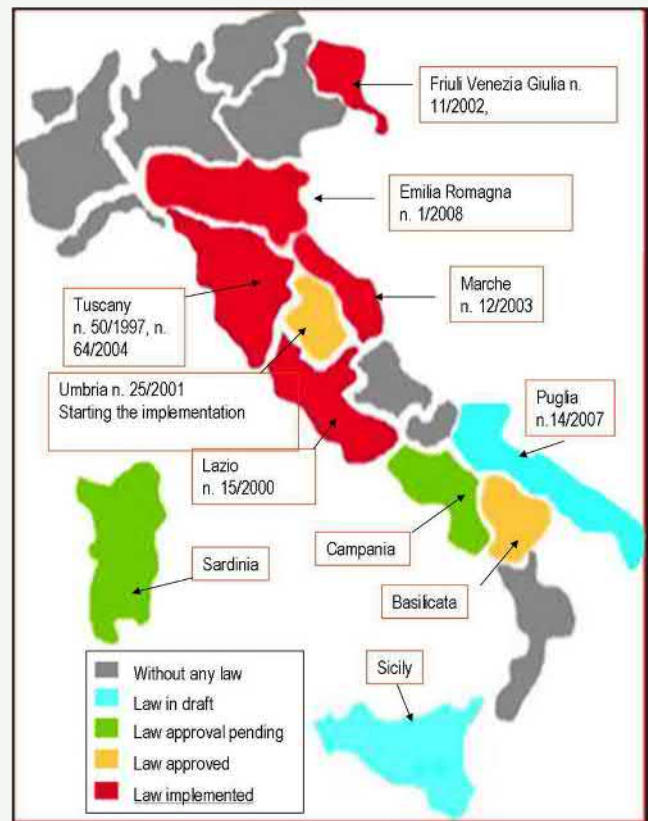 Friuli Venezia Giulia n.
11/2002,
Emilia Romagna
n. 1/2008
Marche
n. 12/2003
Tuscany
n. 50/1997, n.
64/2004
Umbria n. 25/2001
Starting the implementation
Puglia
n.14/2007
Lazio
n. 15/2000
Campania
Sardinia
Basilicata
Sicily
Without any law
Law in draft
Law approval pending
Law approved
Law implemented